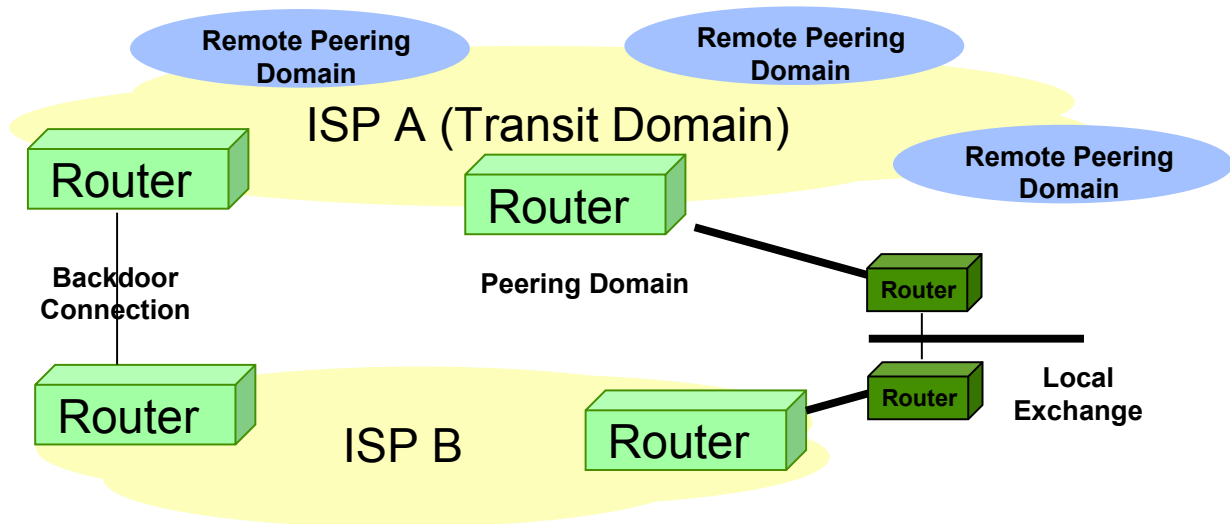 Remote Peering
Domain
Remote Peering
Domain
ISP A (Transit Domain)
Remote Peering
Domain
Router
Router
Backdoor
Connection
Peering Domain
Router
Router
Local
Exchange
Router
Router
ISP B